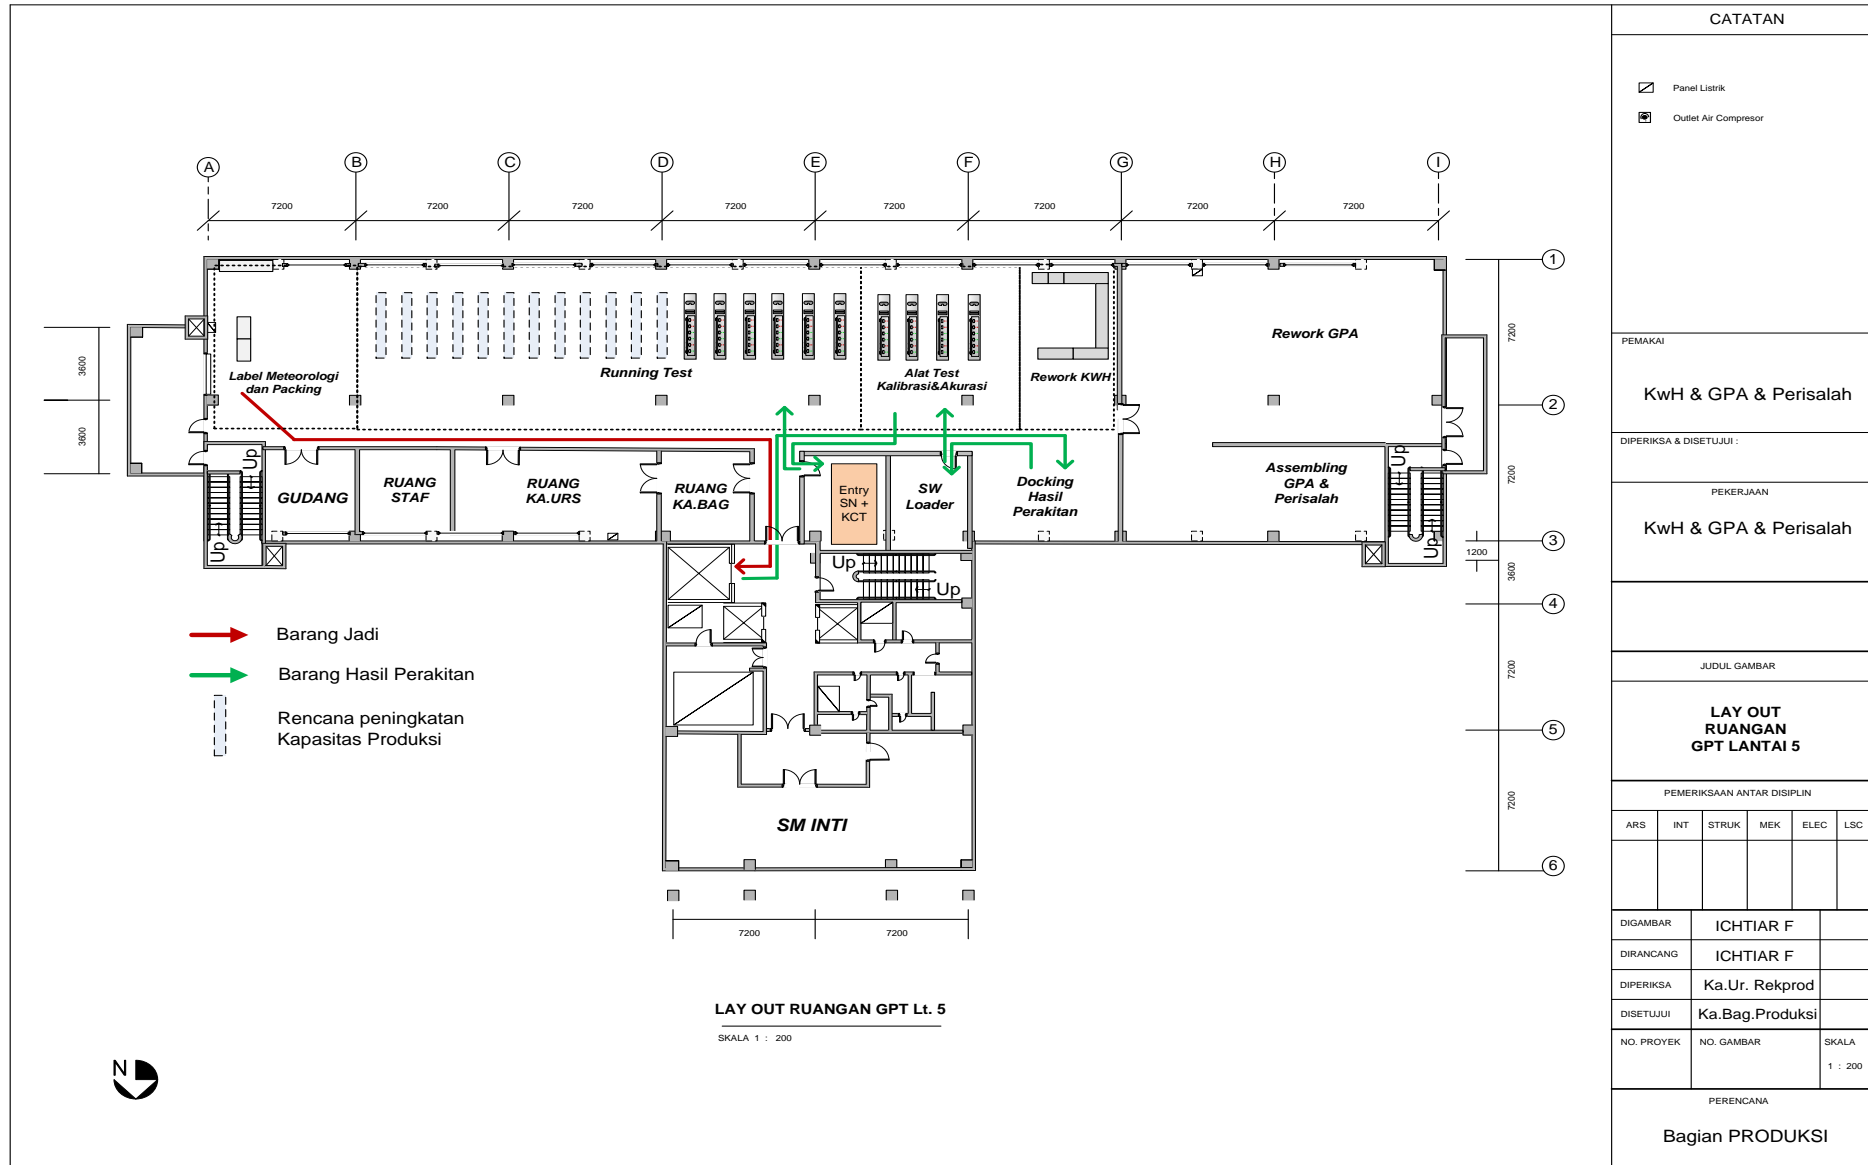 CATATAN
Panel Listrik
Outlet Air Compresor
A
B
C
D
E
F
G
H
I
7200
7200
7200
7200
7200
7200
7200
7200
1
2
3
4
5
6
3600
3600
7200
7200
1200
3600
7200
7200
Label Meteorologi
dan Packing
Running Test
Alat Test
Kalibrasi&Akurasi
Rework KWH
Rework GPA
GUDANG
RUANG
STAF
RUANG
KA.URS
RUANG
KA.BAG
Entry
SN +
KCT
SW
Loader
Docking
Hasil
Perakitan
Assembling
GPA &
Perisalah
Up
Up
Up
Up
Up
Up
SM INTI
7200
7200
Barang Jadi
Barang Hasil Perakitan
Rencana peningkatan
Kapasitas Produksi
LAY OUT RUANGAN GPT Lt. 5
SKALA 1 : 200
N
PEMAKAI
KwH & GPA & Perisalah
DIPERIKSA & DISETUJUI :
PEKERJAAN
KwH & GPA & Perisalah
JUDUL GAMBAR
LAY OUT
RUANGAN
GPT LANTAI 5
PEMERIKSAAN ANTAR DISIPLIN
ARS INT STRUK MEK ELEC LSC
DIGAMBAR ICHTIAR F
DIRANCANG ICHTIAR F
DIPERIKSA Ka.Ur. Rekprod
DISETUJUI Ka.Bag.Produksi
NO. PROYEK NO. GAMBAR SKALA
1 : 200
PERENCANA
Bagian PRODUKSI